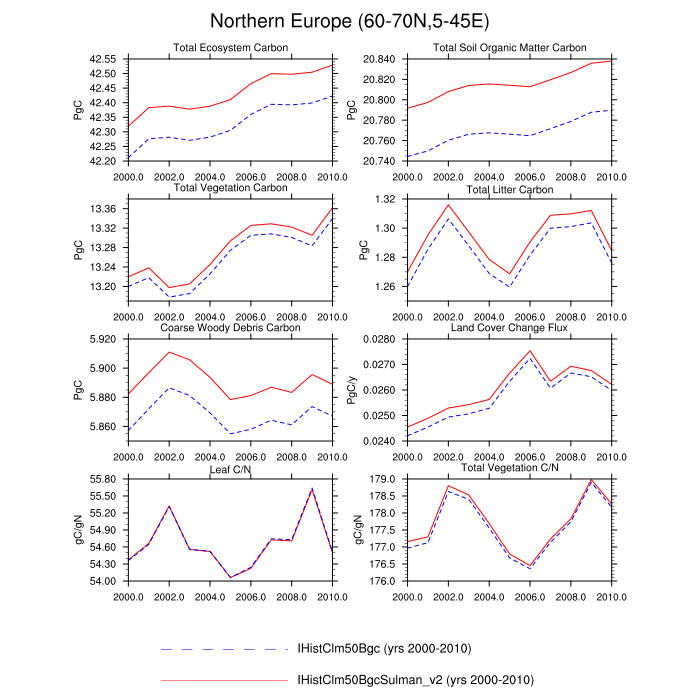 Northern Europe (60-70N,5-45E)
Total Ecosystem Carbon
PgC
42.55
42.50
42.45
42.40
42.35
42.30
42.25
42.20
2000.0 2002.0 2004.0 2006.0 2008.0 2010.0
Total Soil Organic Matter Carbon
PgC
20.840
20.820
20.800
20.780
20.760
20.740
2000.0 2002.0 2004.0 2006.0 2008.0 2010.0
Total Vegetation Carbon
PgC
13.36
13.32
13.28
13.24
13.20
2000.0 2002.0 2004.0 2006.0 2008.0 2010.0
Total Litter Carbon
PgC
1.32
1.30
1.28
1.26
2000.0 2002.0 2004.0 2006.0 2008.0 2010.0
Coarse Woody Debris Carbon
PgC
5.920
5.900
5.880
5.860
2000.0 2002.0 2004.0 2006.0 2008.0 2010.0
Land Cover Change Flux
PgC/y
0.0280
0.0270
0.0260
0.0250
0.0240
2000.0 2002.0 2004.0 2006.0 2008.0 2010.0
Leaf C/N
gC/gN
55.80
55.50
55.20
54.90
54.60
54.30
54.00
2000.0 2002.0 2004.0 2006.0 2008.0 2010.0
Total Vegetation C/N
gC/gN
179.0
178.5
178.0
177.5
177.0
176.5
176.0
2000.0 2002.0 2004.0 2006.0 2008.0 2010.0
IHistClm50Bgc (yrs 2000-2010)
IHistClm50BgcSulman_v2 (yrs 2000-2010)